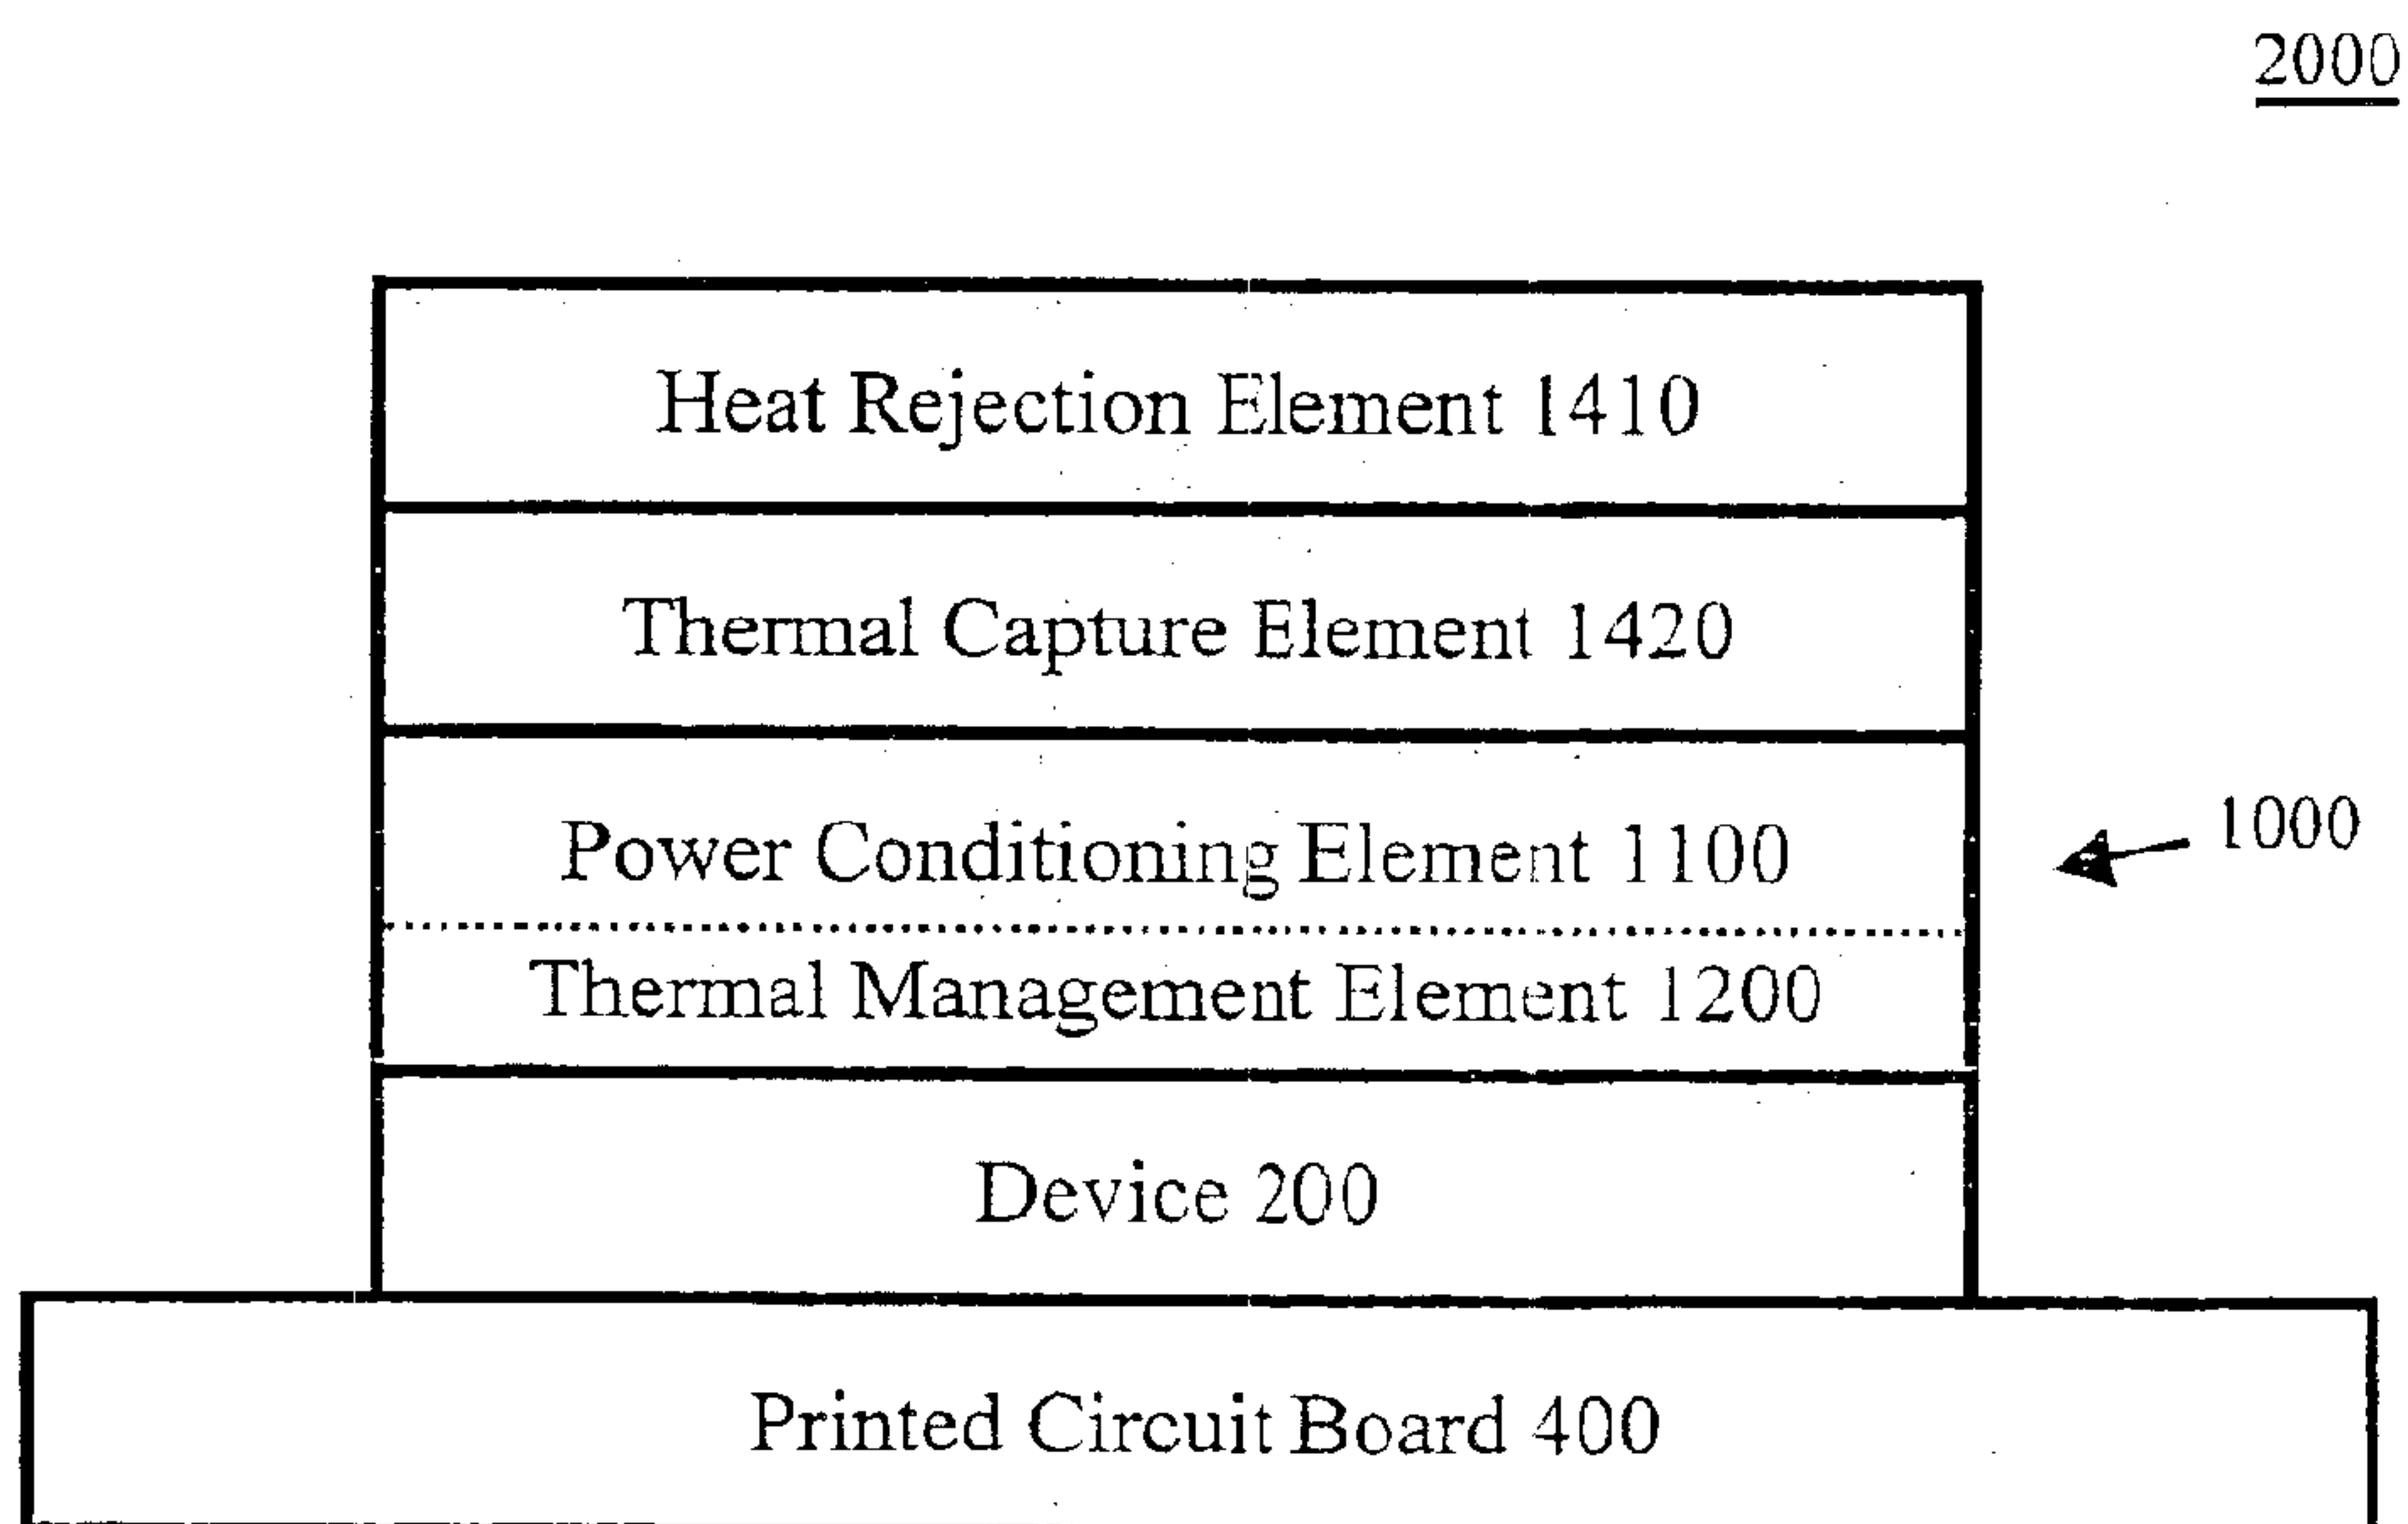 2000
Heat Rejection Element 1410
Thermal Capture Element 1420
Power Conditioning Element 1100
1000
Thermal Management Element 1200
Device 200
Printed Circuit Board 400